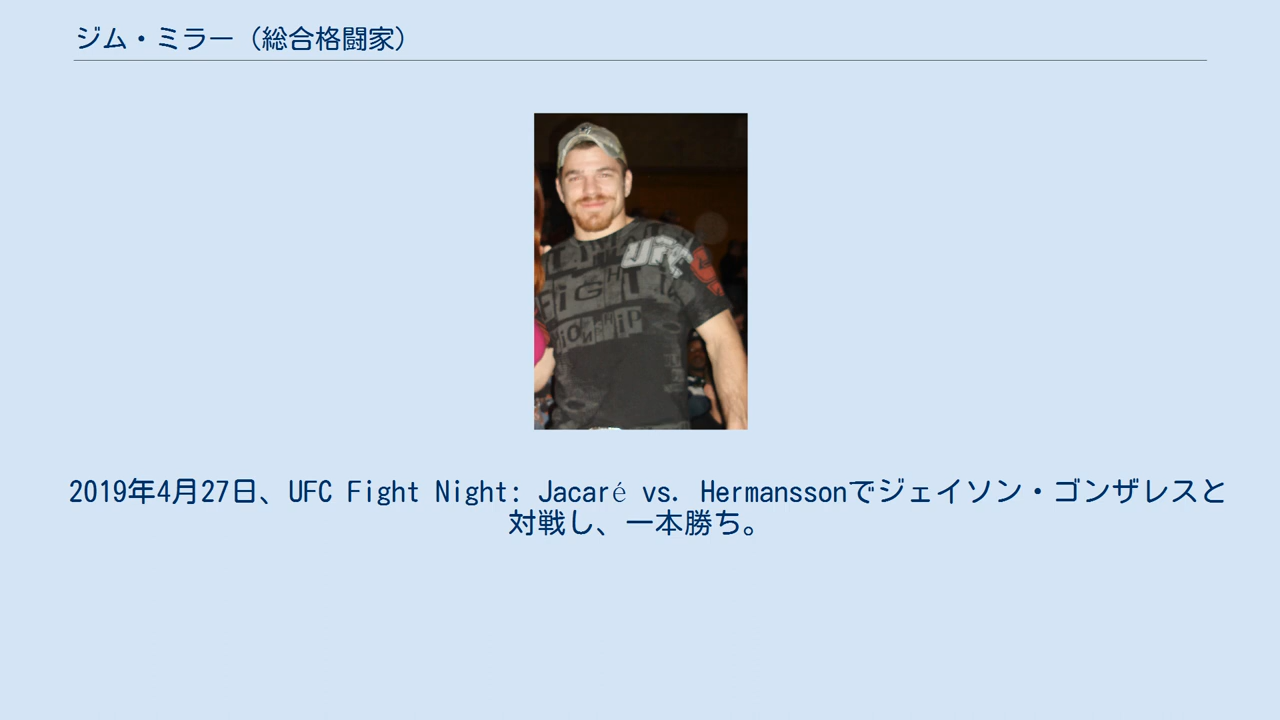 ジム・ミラー（総合格闘家）
UFC
FIGHT
2019年4月27日、UFC Fight Night: Jacaré vs. Hermanssonでジェイソン・ゴンザレスと
対戦し、一本勝ち。